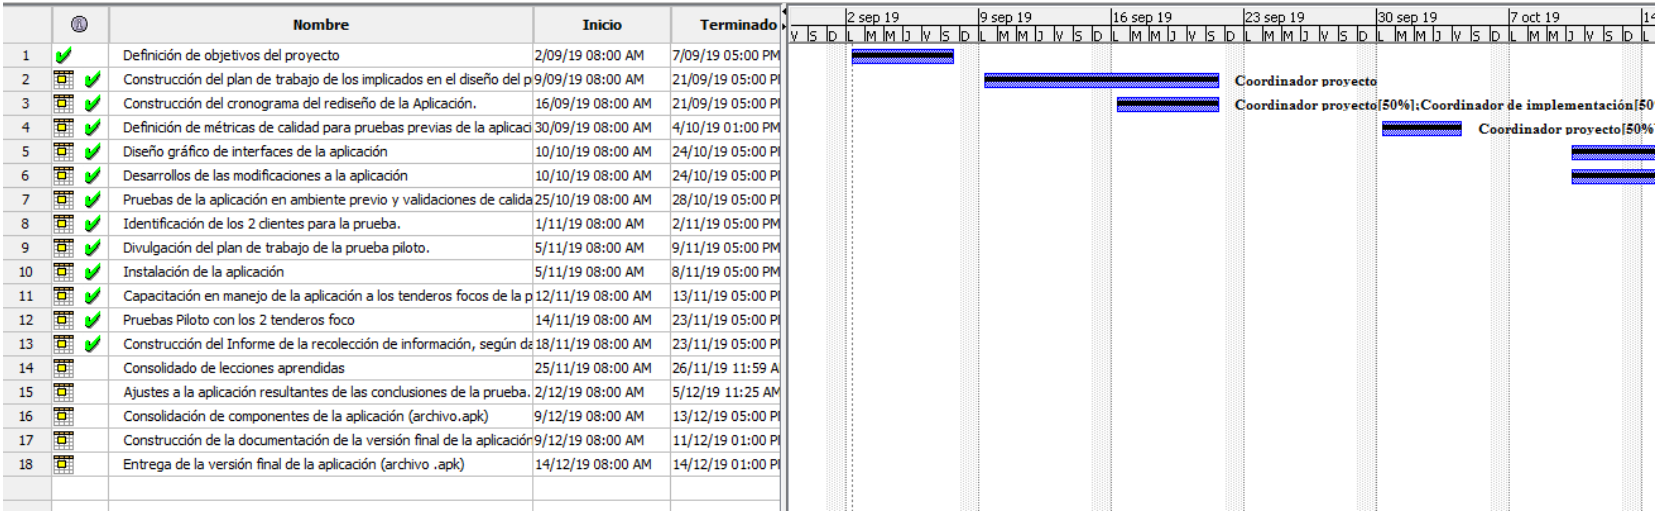 Nombre Inicio Terminado
2 sep 19 9 sep 19 16 sep 19 23 sep 19 30 sep 19 7 oct 19 14
V S D L M M J V S D L M M J V S D L M M J V S D L M M J V S D L M M J V S D L M M J V S D L
1 Definición de objetivos del proyecto 2/09/19 08:00 AM 7/09/19 05:00 PM
2 Construcción del plan de trabajo de los implicados en el diseño del p 9/09/19 08:00 AM 21/09/19 05:00 PI Coordinador proyecto
3 Construcción del cronograma del rediseño de la Aplicación. 16/09/19 08:00 AM 21/09/19 05:00 PI Coordinador proyecto[50%];Coordinador de implementación[50
4 Definición de métricas de calidad para pruebas previas de la aplicaci 30/09/19 08:00 AM 4/10/19 01:00 PM Coordinador proyecto[50%]
5 Diseño gráfico de interfaces de la aplicación 10/10/19 08:00 AM 24/10/19 05:00 PI
6 Desarrollos de las modificaciones a la aplicación 10/10/19 08:00 AM 24/10/19 05:00 PI
7 Pruebas de la aplicación en ambiente previo y validaciones de calida 25/10/19 08:00 AM 28/10/19 05:00 PI
8 Identificación de los 2 clientes para la prueba. 1/11/19 08:00 AM 2/11/19 05:00 PM
9 Divulgación del plan de trabajo de la prueba piloto. 5/11/19 08:00 AM 9/11/19 05:00 PM
10 Instalación de la aplicación 5/11/19 08:00 AM 8/11/19 05:00 PM
11 Capacitación en manejo de la aplicación a los tenderos focos de la p 12/11/19 08:00 AM 13/11/19 05:00 PI
12 Pruebas Piloto con los 2 tenderos foco 14/11/19 08:00 AM 23/11/19 05:00 PI
13 Construcción del Informe de la recolección de información, según da 18/11/19 08:00 AM 23/11/19 05:00 PI
14 Consolidado de lecciones aprendidas 25/11/19 08:00 AM 26/11/19 11:59 A
15 Ajustes a la aplicación resultantes de las conclusiones de la prueba. 2/12/19 08:00 AM 5/12/19 11:25 AM
16 Consolidación de componentes de la aplicación (archivo.apk) 9/12/19 08:00 AM 13/12/19 05:00 PI
17 Construcción de la documentación de la versión final de la aplicación 9/12/19 08:00 AM 11/12/19 01:00 PI
18 Entrega de la versión final de la aplicación (archivo .apk) 14/12/19 08:00 AM 14/12/19 01:00 PI